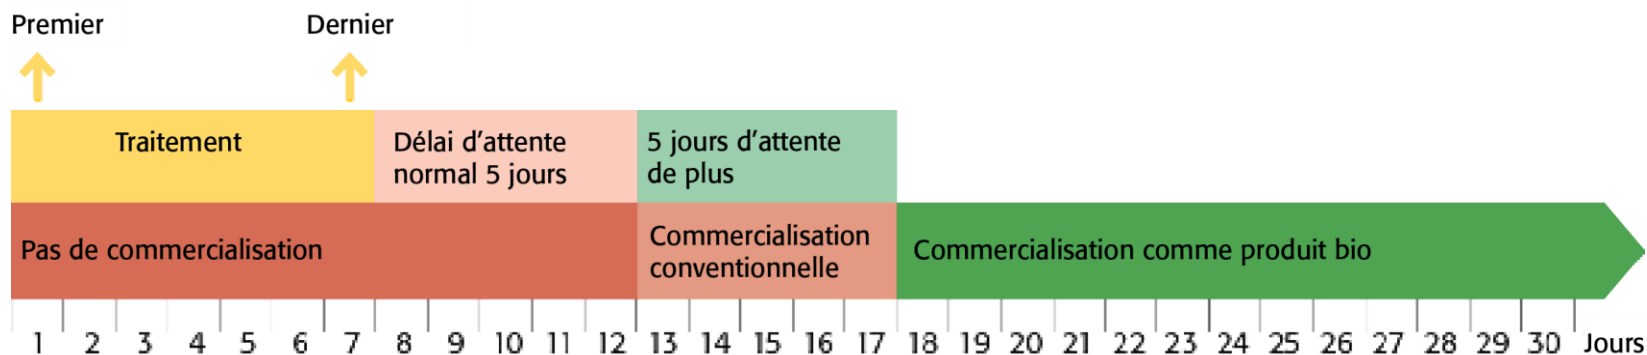 Premier Dernier
Traitement
Délai d'attente
normal 5 jours
5 jours d'attente
de plus
Pas de commercialisation
Commercialisation
conventionnelle
Commercialisation comme produit bio
1 2 3 4 5 6 7 8 9 10 11 12 13 14 15 16 17 18 19 20 21 22 23 24 25 26 27 28 29 30 Jours